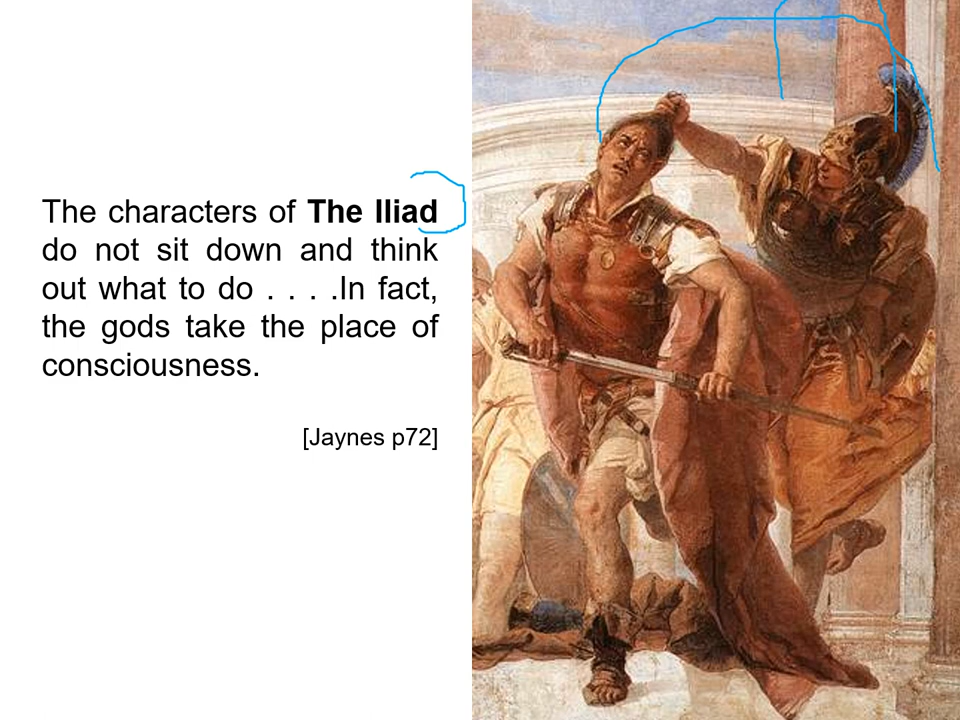 The characters of The Iliad
do not sit down and think
out what to do . . . .In fact,
the gods take the place of
consciousness.
[Jaynes p72]